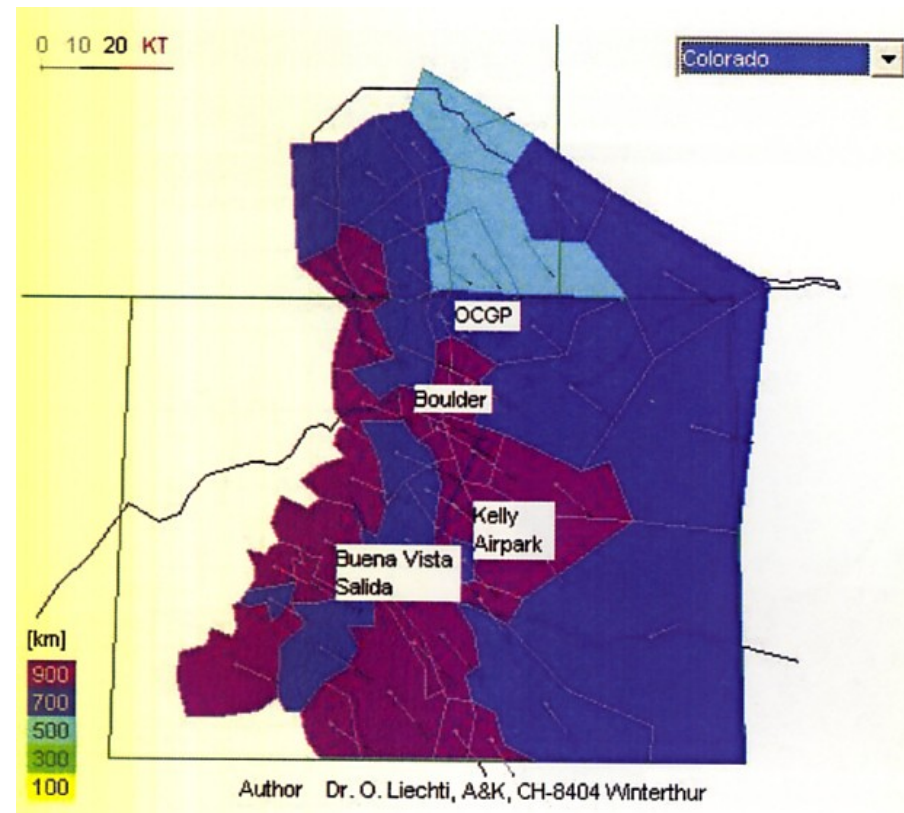 0 10 20 KT
Colorado
OCGP
Boulder
Kelly
Airpark
Buena Vista
Salida
[km]
900
700
500
300
100
Author Dr. O. Liechti, A&K, CH-8404 Winterthur